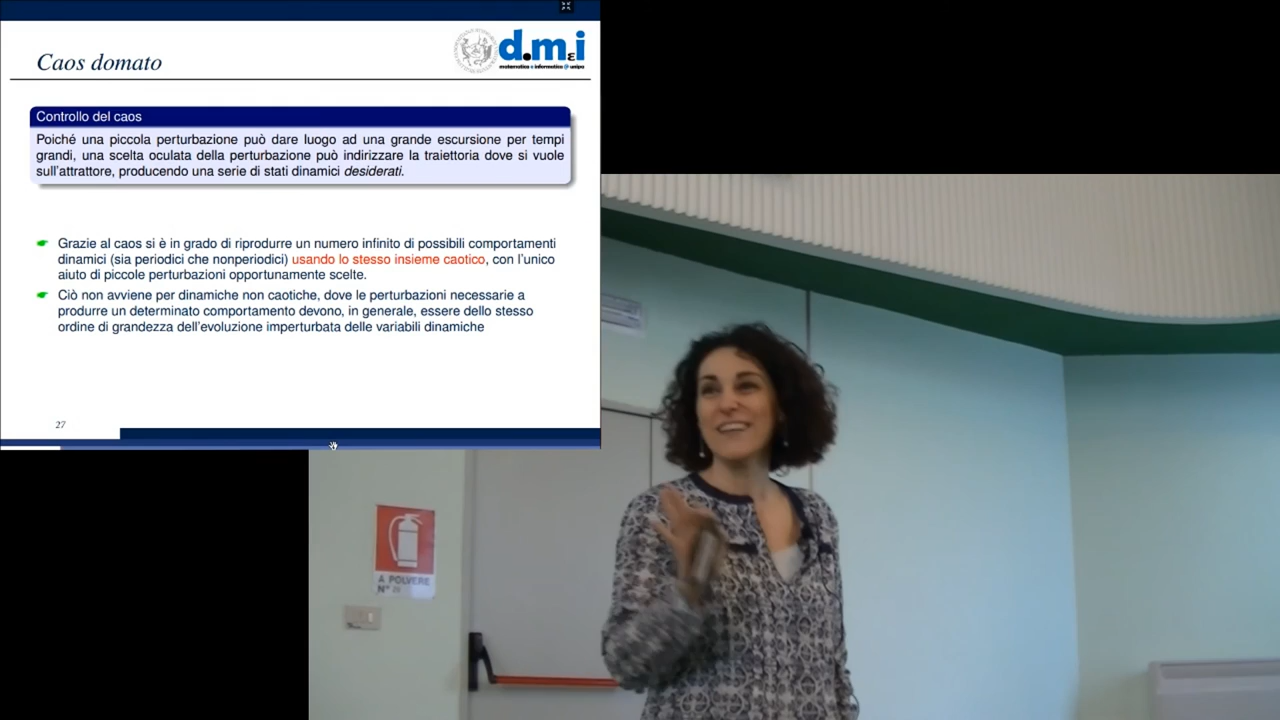 Caos domato
d.mεi
matematica e informatica @ unipa
Controllo del caos
Poiché una piccola perturbazione può dare luogo ad una grande escursione per tempi
grandi, una scelta oculata della perturbazione può indirizzare la traiettoria dove si vuole
sull'attrattore, producendo una serie di stati dinamici desiderati.
Grazie al caos si è in grado di riprodurre un numero infinito di possibili comportamenti
dinamici (sia periodici che nonperiodici) usando lo stesso insieme caotico, con l'unico
aiuto di piccole perturbazioni opportunamente scelte.
Ciò non avviene per dinamiche non caotiche, dove le perturbazioni necessarie a
produrre un determinato comportamento devono, in generale, essere dello stesso
ordine di grandezza dell'evoluzione imperturbata delle variabili dinamiche
27
A POLVERE
N°